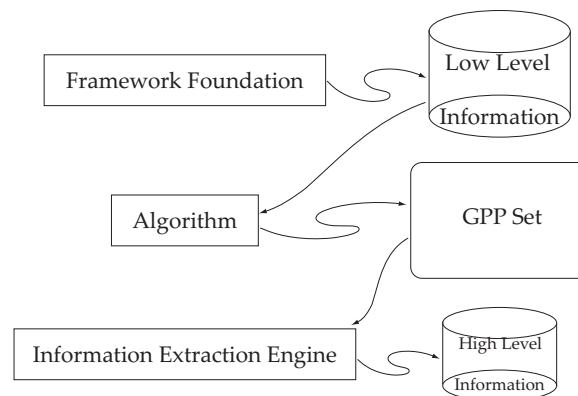 Framework Foundation
Low Level
Information
Algorithm
GPP Set
Information Extraction Engine
High Level
Information